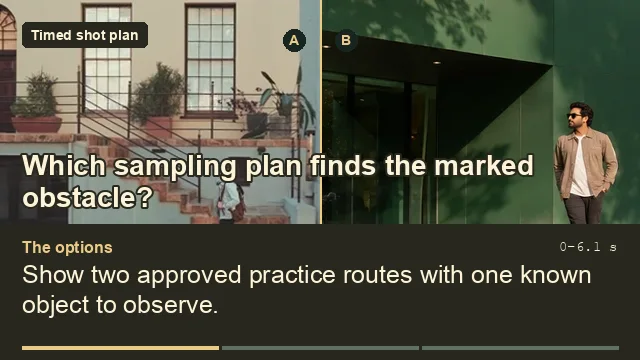 Timed shot plan
A
B
Which sampling plan finds the marked
obstacle?
The options
0–6.1 s
Show two approved practice routes with one known
object to observe.